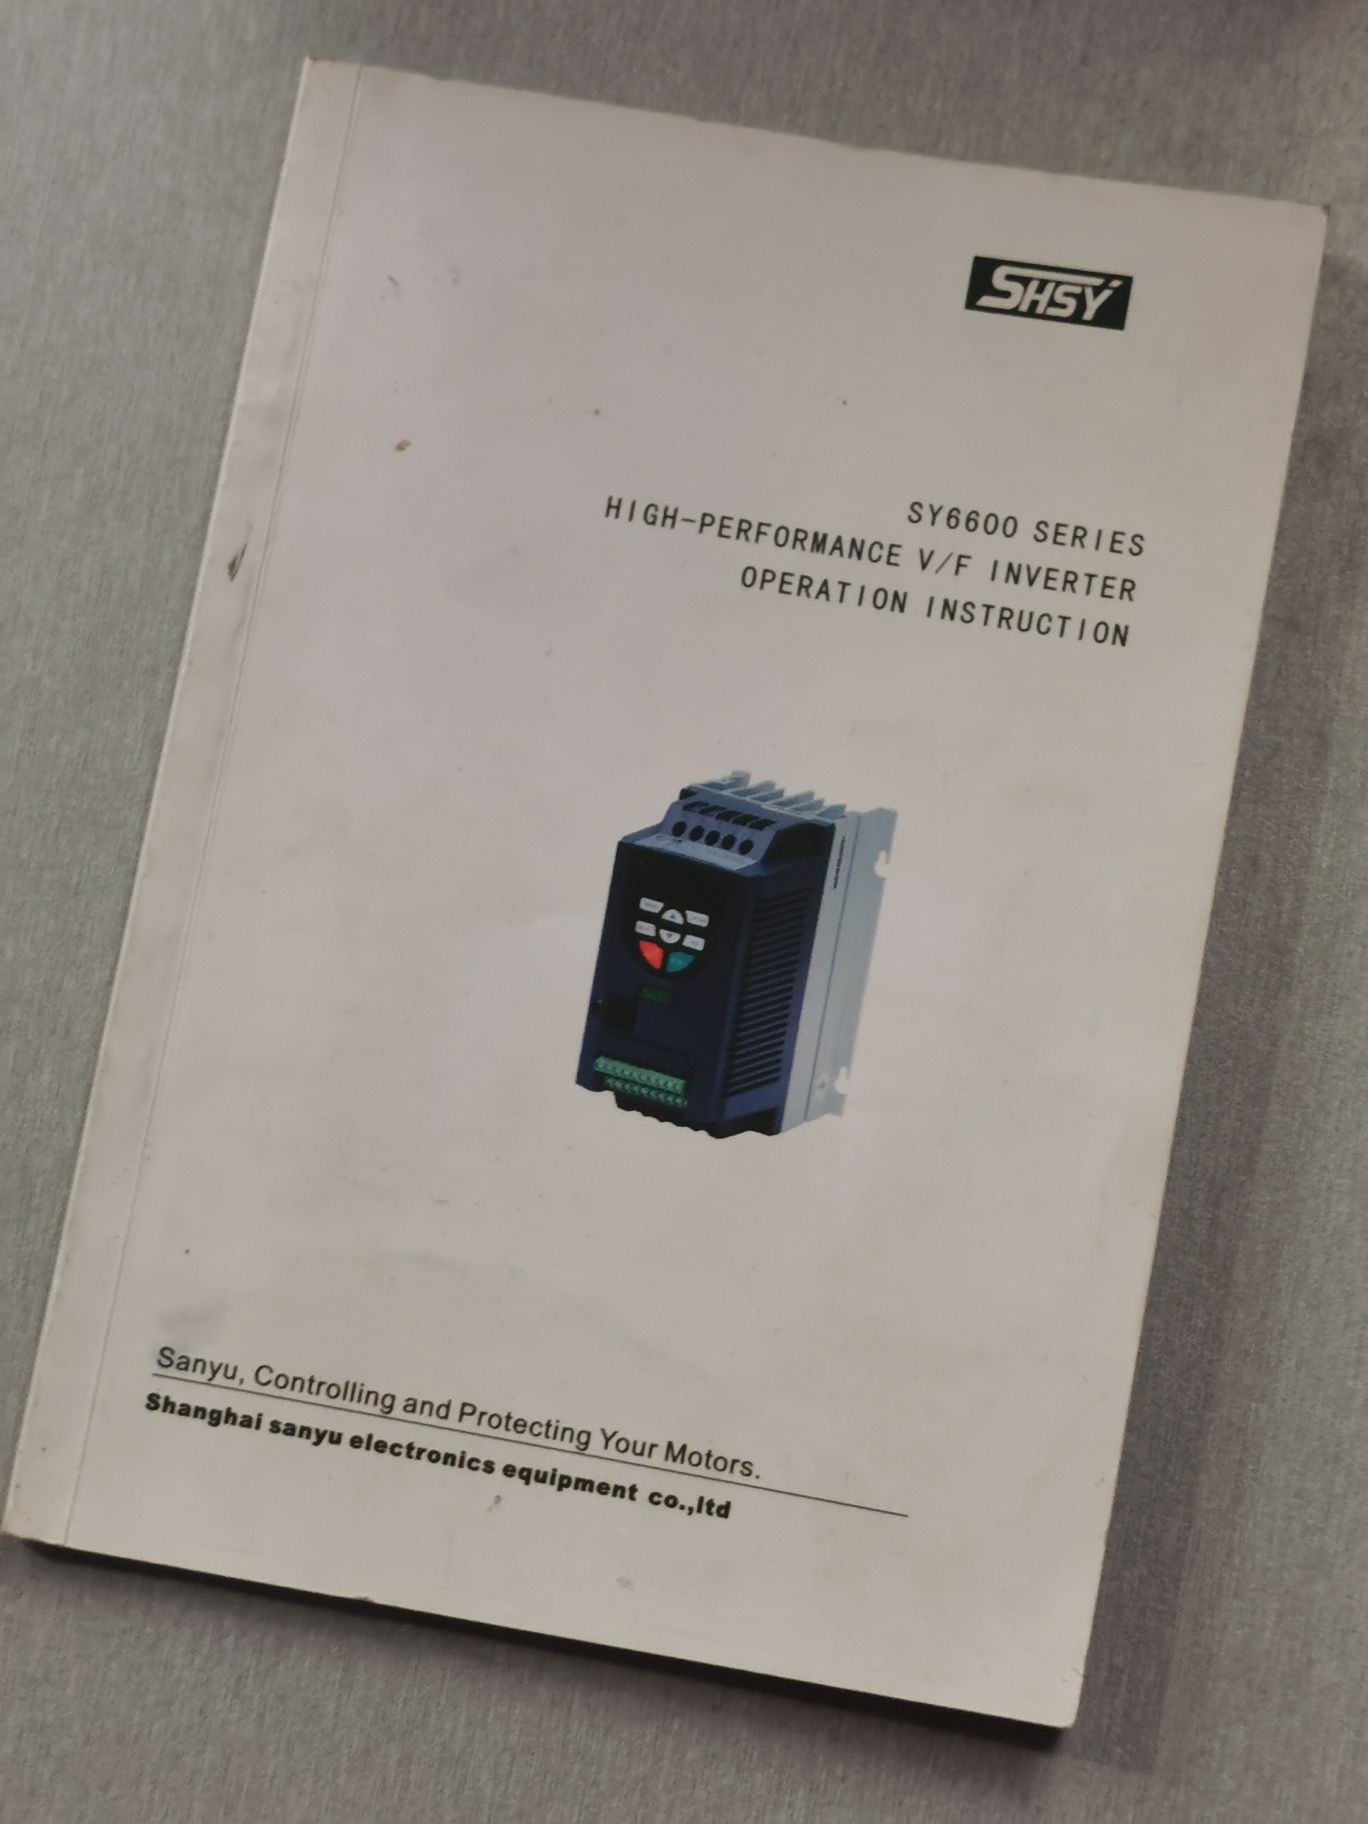 SHSY
SY6600 SERIES
HIGH-PERFORMANCE V/F INVERTER
OPERATION INSTRUCTION
Sanyu, Controlling and Protecting Your Motors.
Shanghai sanyu electronics equipment co.,ltd